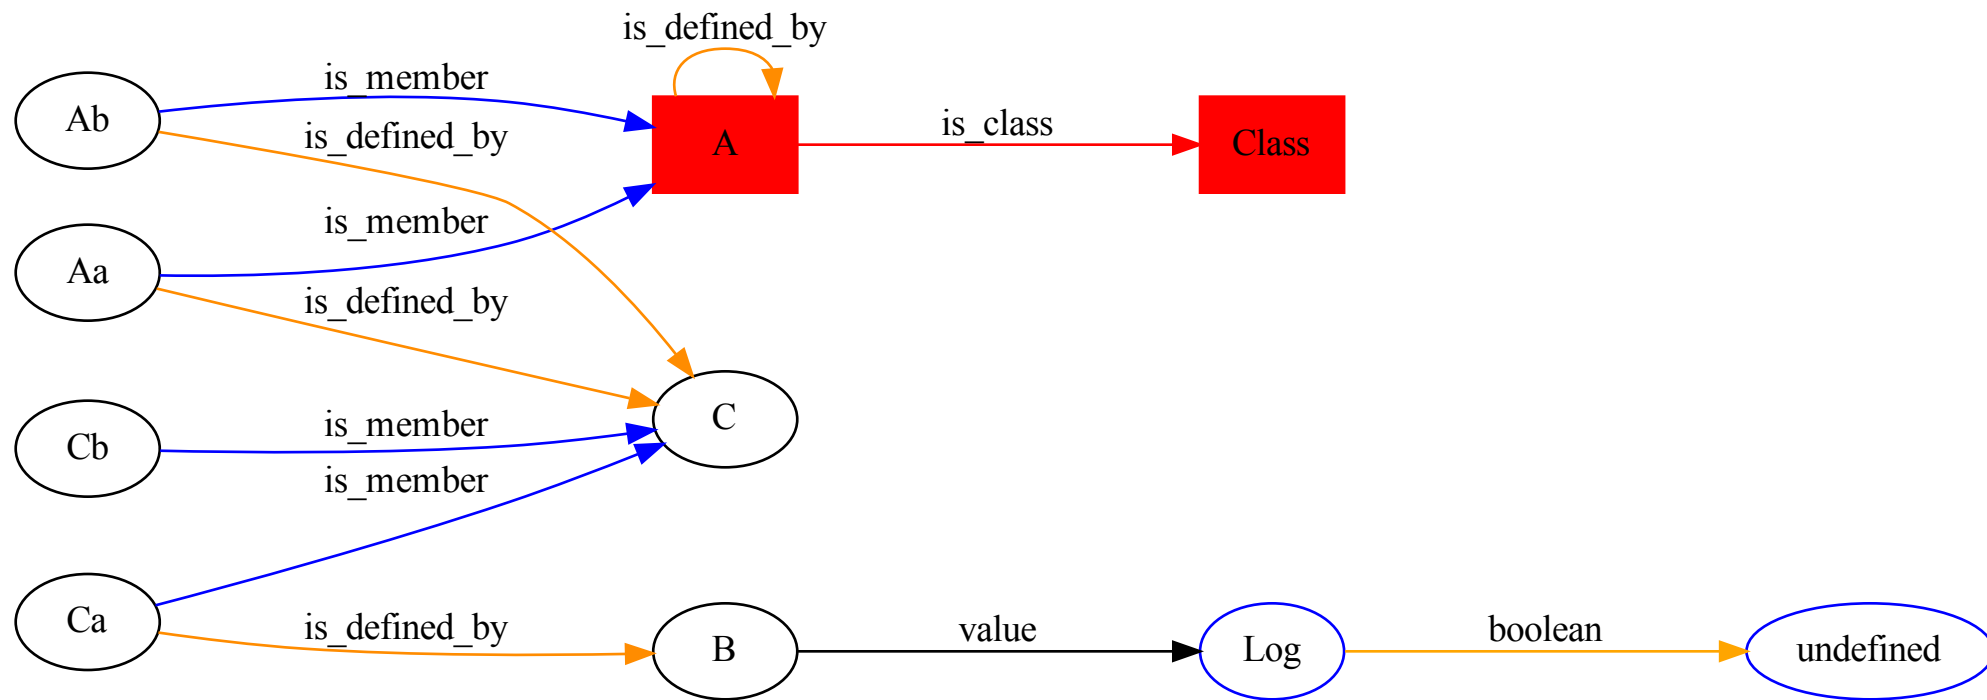 is_defined_by
Ab
is_member
A
is_class
Class
is_defined_by
Aa
is_member
is_defined_by
Cb
is_member
C
is_member
Ca
is_defined_by
B
value
Log
boolean
undefined